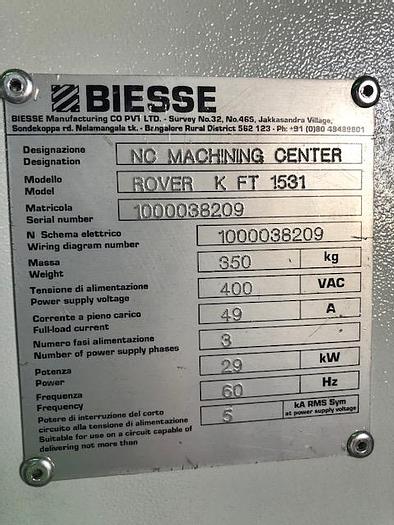 BIESSE
BIESSE Manufacturing CO PVT LTD. - Survey No.32, No.465, Jakkasandra Village,
Sondekoppa rd. Nelamangala tk. - Bangalore Rural District 562 123 - Ph: +91 (0)80 49489801
Designazione
Designation NC MACHINING CENTER
Modello
Model ROVER K FT 1531
Matricola
Serial number 1000038209
N Schema elettrico
Wiring diagram number 1000038209
Massa
Weight 350 kg
Tensione di alimentazione
Power supply voltage 400 VAC
Corrente a pieno carico
Full-load current 49 A
Numero fasi alimentazione
Number of power supply phases 3
Potenza
Power 29 kW
Frequenza
Frequency 60 Hz
Potere di interruzione del corto
circuito alla tensione di alimentazione
Suitable for use on a circuit capable of
delivering not more than 5 kA RMS Sym
at power supply voltage